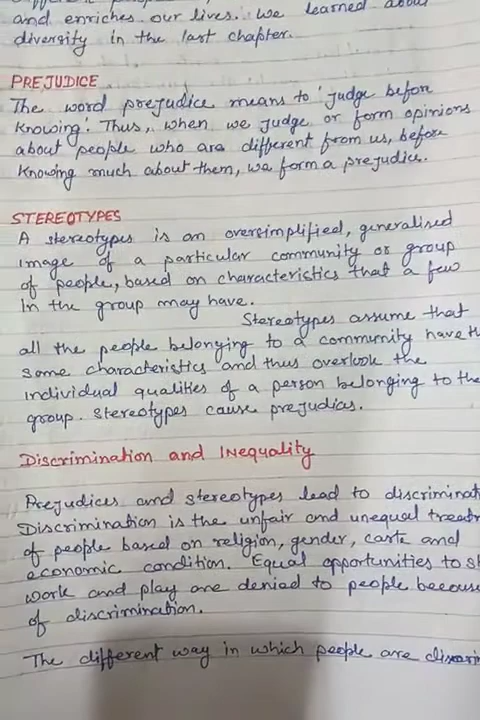 and enriches our lives. We learned about
diversity in the last chapter.
PREJUDICE
The word prejudice means to 'judge before
knowing'. Thus, when we judge or form opinions
about people who are different from us, before
knowing much about them, we form a prejudice.
STEREOTYPES
A stereotypes is an oversimplified, generalised
image of a particular community or group
of people, based on characteristics that a few
in the group may have.
Stereotypes assume that
all the people belonging to a community have th
same characteristics and thus overlook the
individual qualities of a person belonging to the
group. Stereotypes cause prejudices.
Discrimination and INequality
Prejudices and stereotypes lead to discriminat
Discrimination is the unfair and unequal treatm
of people based on religion, gender, caste and
economic condition. Equal opportunities to st
work and play are denied to people because
of discrimination.
The different way in which people are discrimi